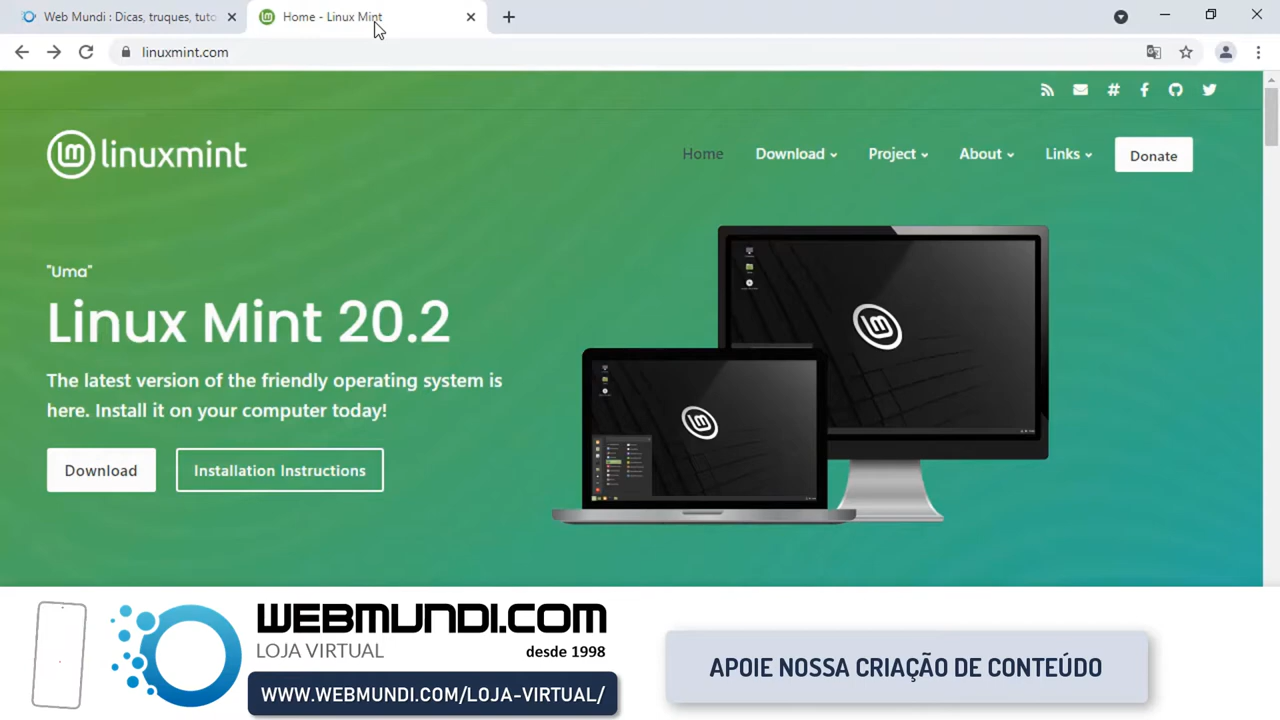 Web Mundi : Dicas, truques, tuto
Home - Linux Mint
linuxmint.com
linuxmint
Home
Download
Project
About
Links
Donate
"Uma"
Linux Mint 20.2
The latest version of the friendly operating system is
here. Install it on your computer today!
Download
Installation Instructions
WEBMUNDI.COM
LOJA VIRTUAL
desde 1998
WWW.WEBMUNDI.COM/LOJA-VIRTUAL/
APOIE NOSSA CRIAÇÃO DE CONTEÚDO